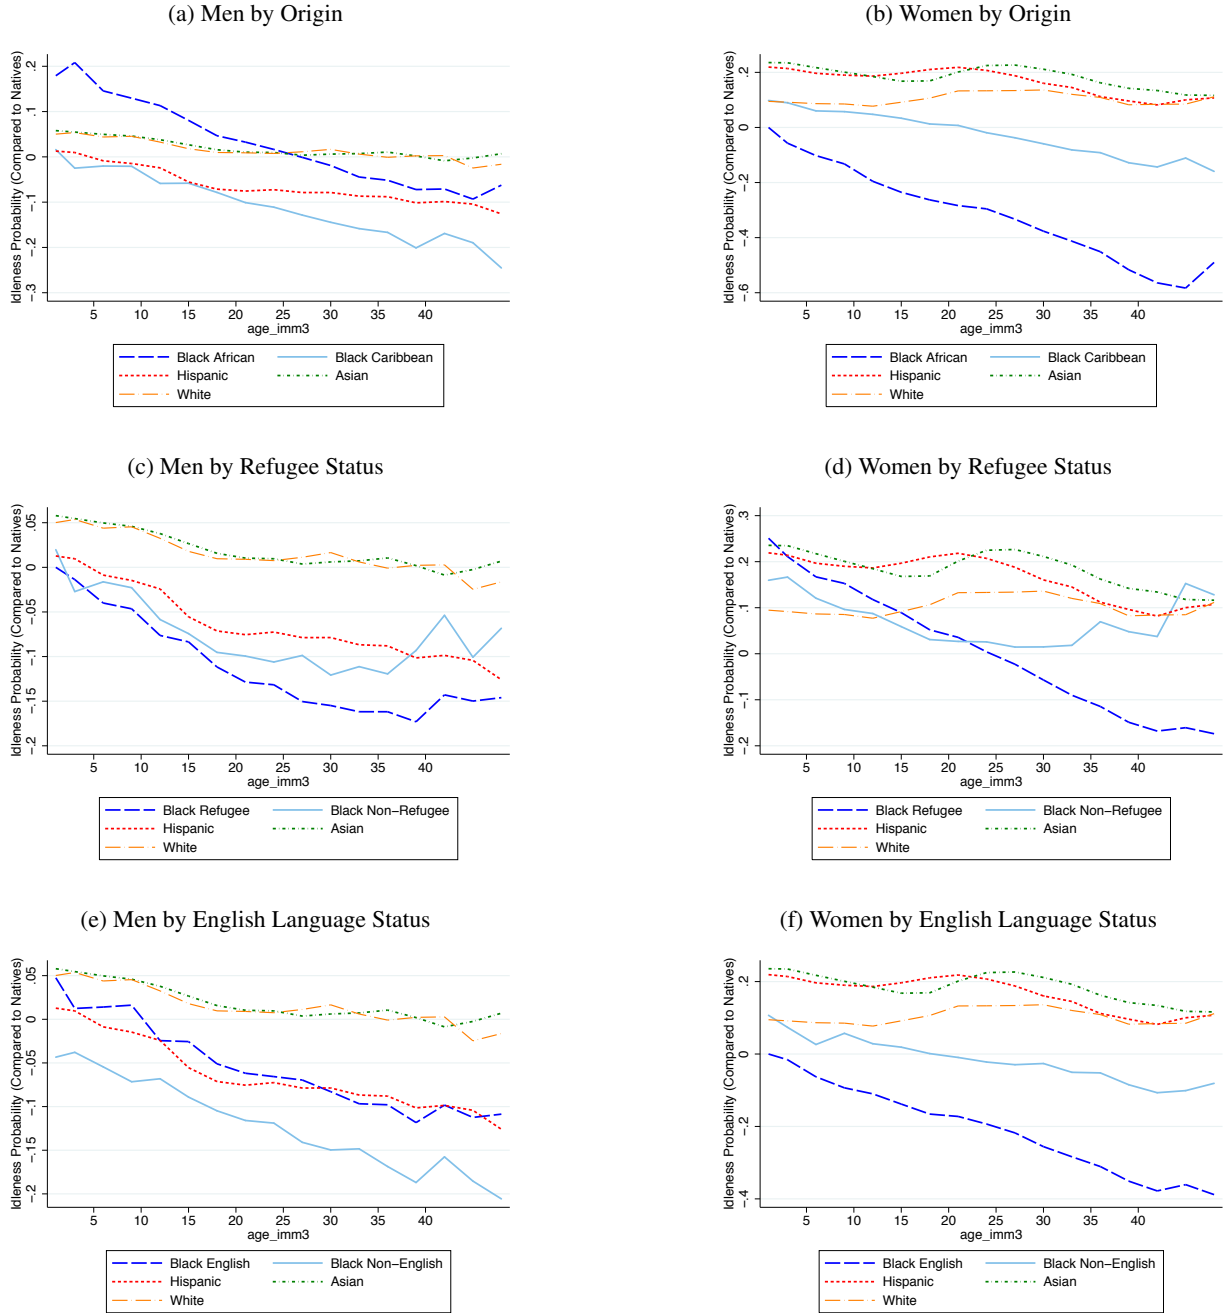 (a) Men by Origin
Idleness Probability (Compared to Natives)
.2
.1
0
-.1
-.2
-.3
5 10 15 20 25 30 35 40
age_imm3
Black African Black Caribbean
Hispanic Asian
White
(b) Women by Origin
Idleness Probability (Compared to Natives)
.2
0
-.2
-.4
-.6
5 10 15 20 25 30 35 40
age_imm3
Black African Black Caribbean
Hispanic Asian
White
(c) Men by Refugee Status
Idleness Probability (Compared to Natives)
.05
0
-.05
-.1
-.15
-.2
5 10 15 20 25 30 35 40
age_imm3
Black Refugee Black Non-Refugee
Hispanic Asian
White
(d) Women by Refugee Status
Idleness Probability (Compared to Natives)
.3
.2
.1
0
-.1
-.2
5 10 15 20 25 30 35 40
age_imm3
Black Refugee Black Non-Refugee
Hispanic Asian
White
(e) Men by English Language Status
Idleness Probability (Compared to Natives)
.05
0
-.05
-.1
-.15
-.2
5 10 15 20 25 30 35 40
age_imm3
Black English Black Non-English
Hispanic Asian
White
(f) Women by English Language Status
Idleness Probability (Compared to Natives)
.2
0
-.2
-.4
5 10 15 20 25 30 35 40
age_imm3
Black English Black Non-English
Hispanic Asian
White